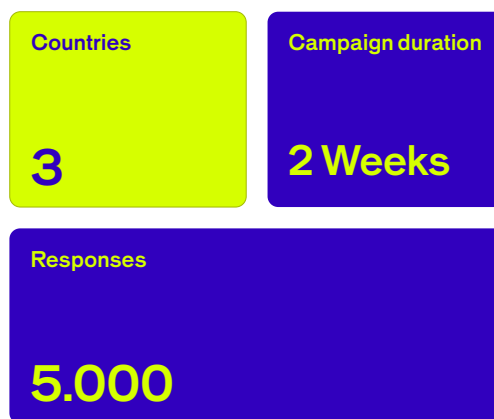 Countries
3
Campaign duration
2 Weeks
Responses
5.000